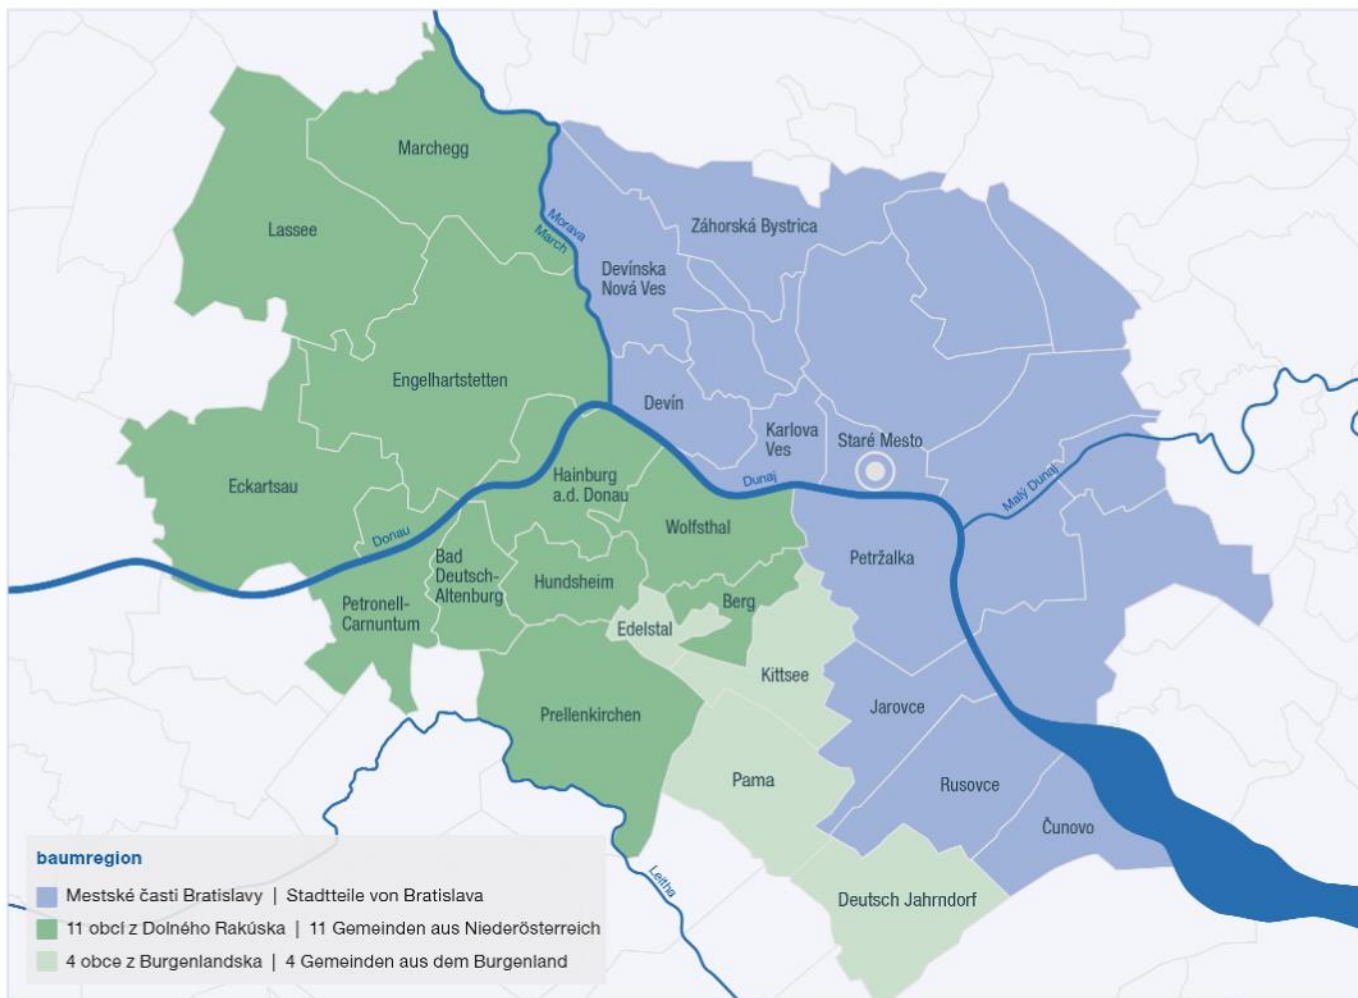 Marchegg
Lassee
Morava
March
Záhorská Bystrica
Devínska
Nová Ves
Engelhartstetten
Devín
Karlova
Ves
Staré Mesto
Eckartsau
Hainburg
a.d. Donau
Dunaj
Malý Dunaj
Donau
Wolfsthal
Petržalka
Bad
Deutsch-
Altenburg
Hundsheim
Petronell-
Carnuntum
Berg
Edelstal
Kittsee
Prellenkirchen
Jarovce
Pama
Rusovce
Čunovo
Leitha
Deutsch Jahrndorf
baumregion
Mestské časti Bratislavy | Stadtteile von Bratislava
11 obcí z Dolného Rakúska | 11 Gemeinden aus Niederösterreich
4 obce z Burgenlandska | 4 Gemeinden aus dem Burgenland